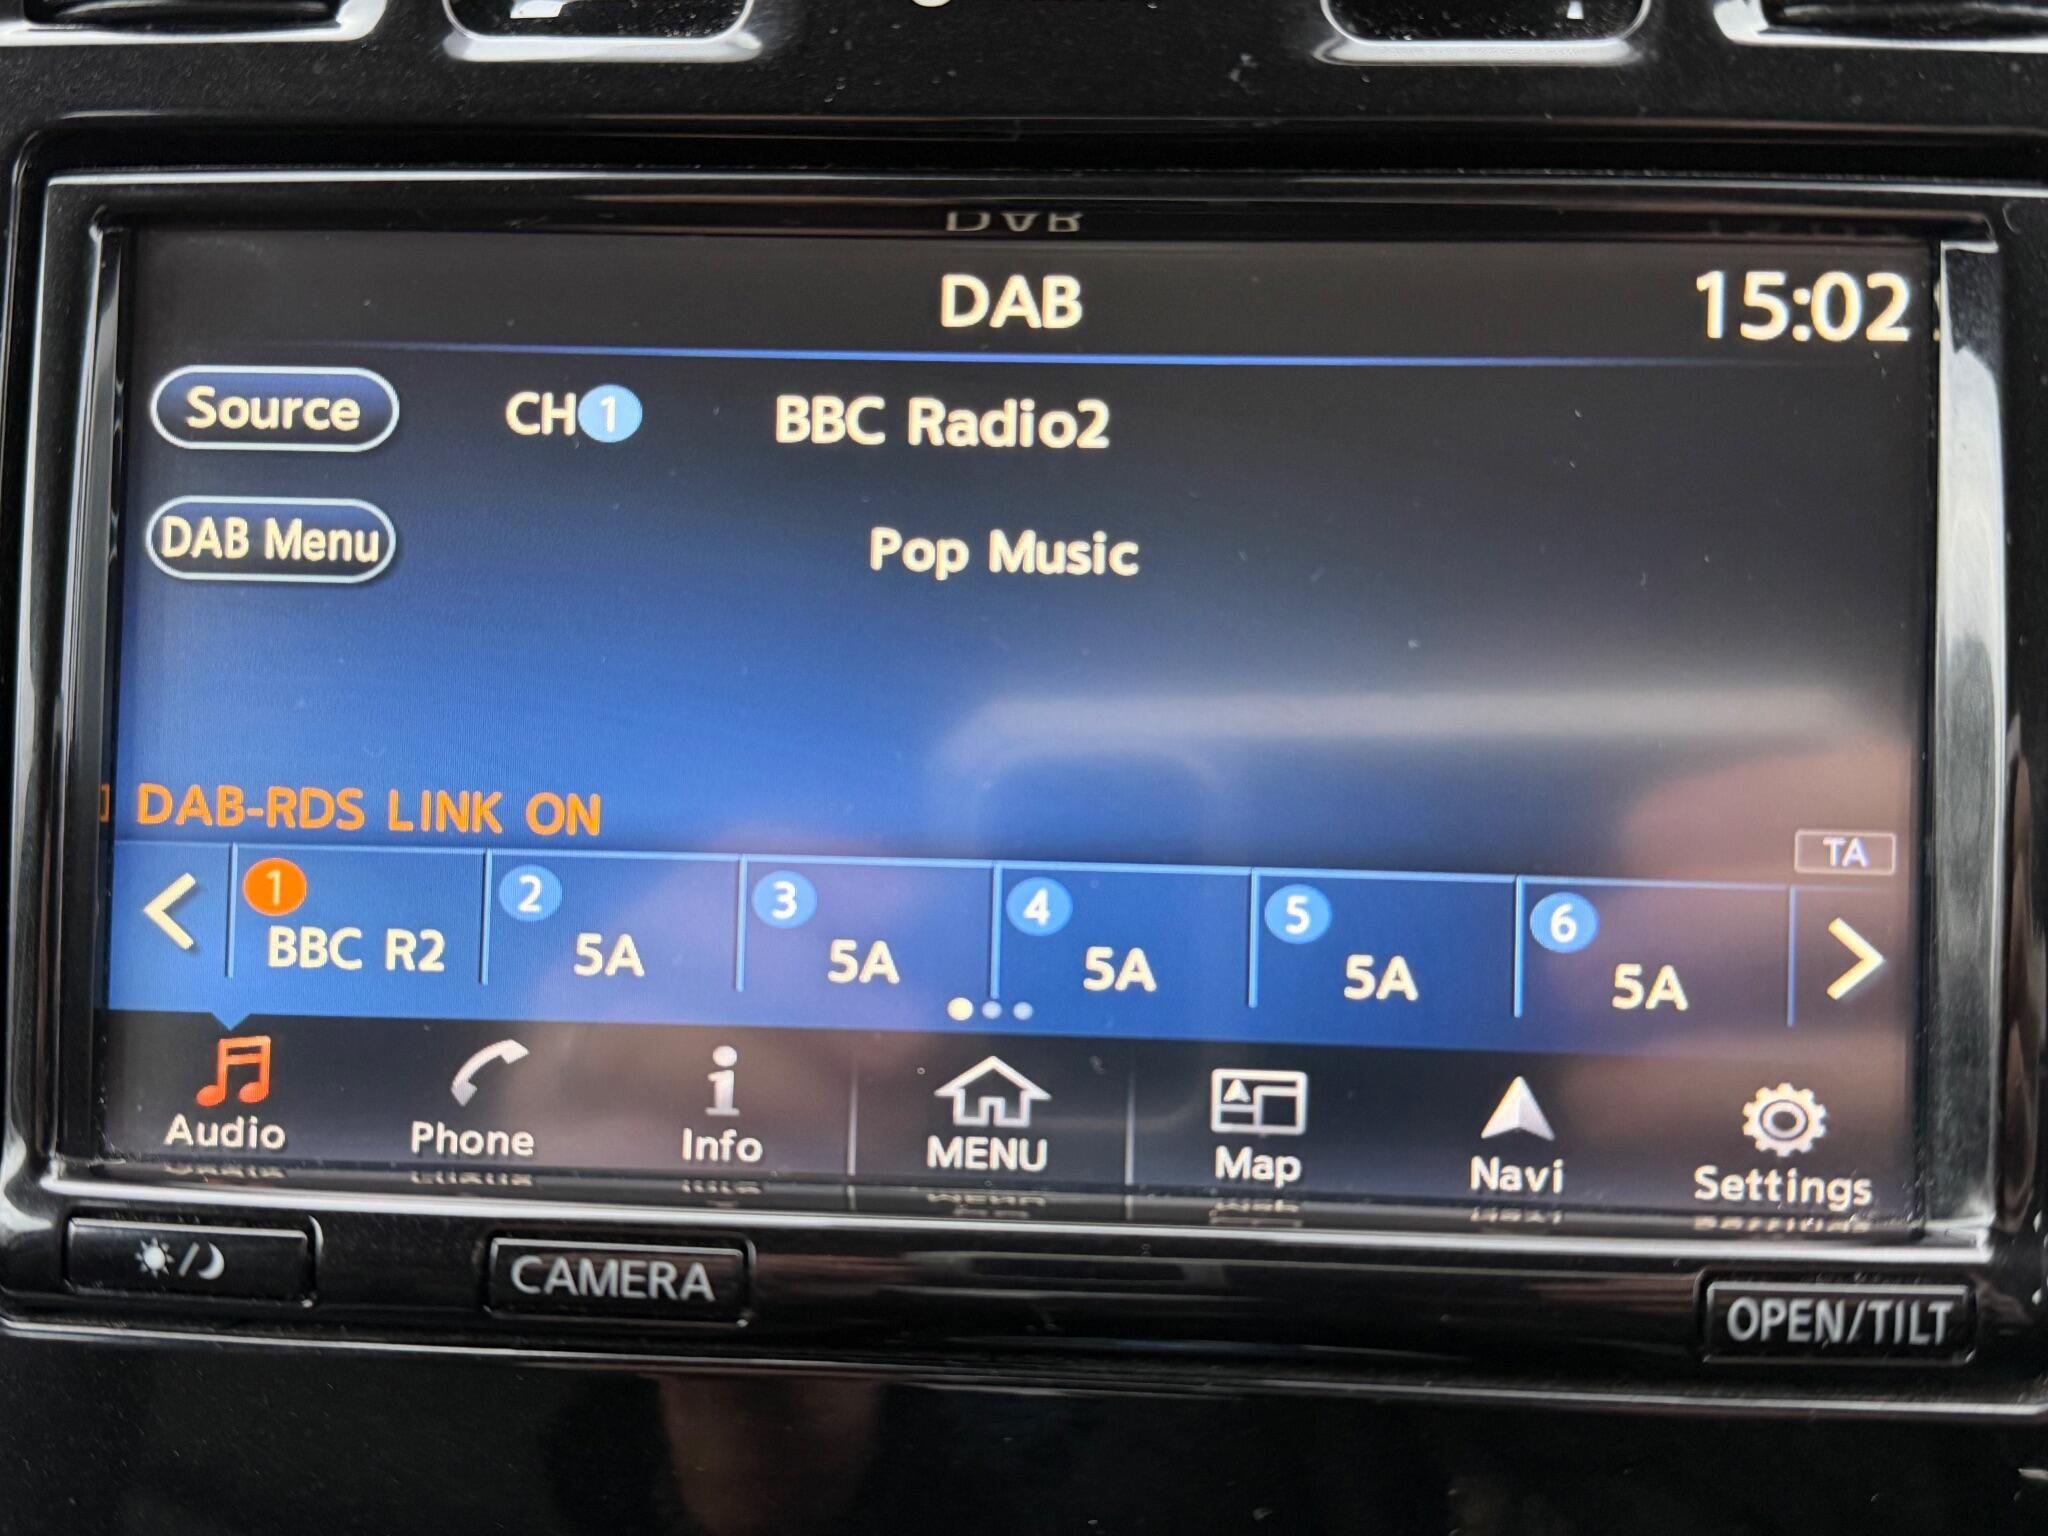 DAB
15:02
Source
CH 1
BBC Radio2
DAB Menu
Pop Music
DAB-RDS LINK ON
TA
1 2 3 4 5 6
BBC R2 5A 5A 5A 5A 5A
Audio Phone Info MENU Map Navi Settings
CAMERA
OPEN/TILT